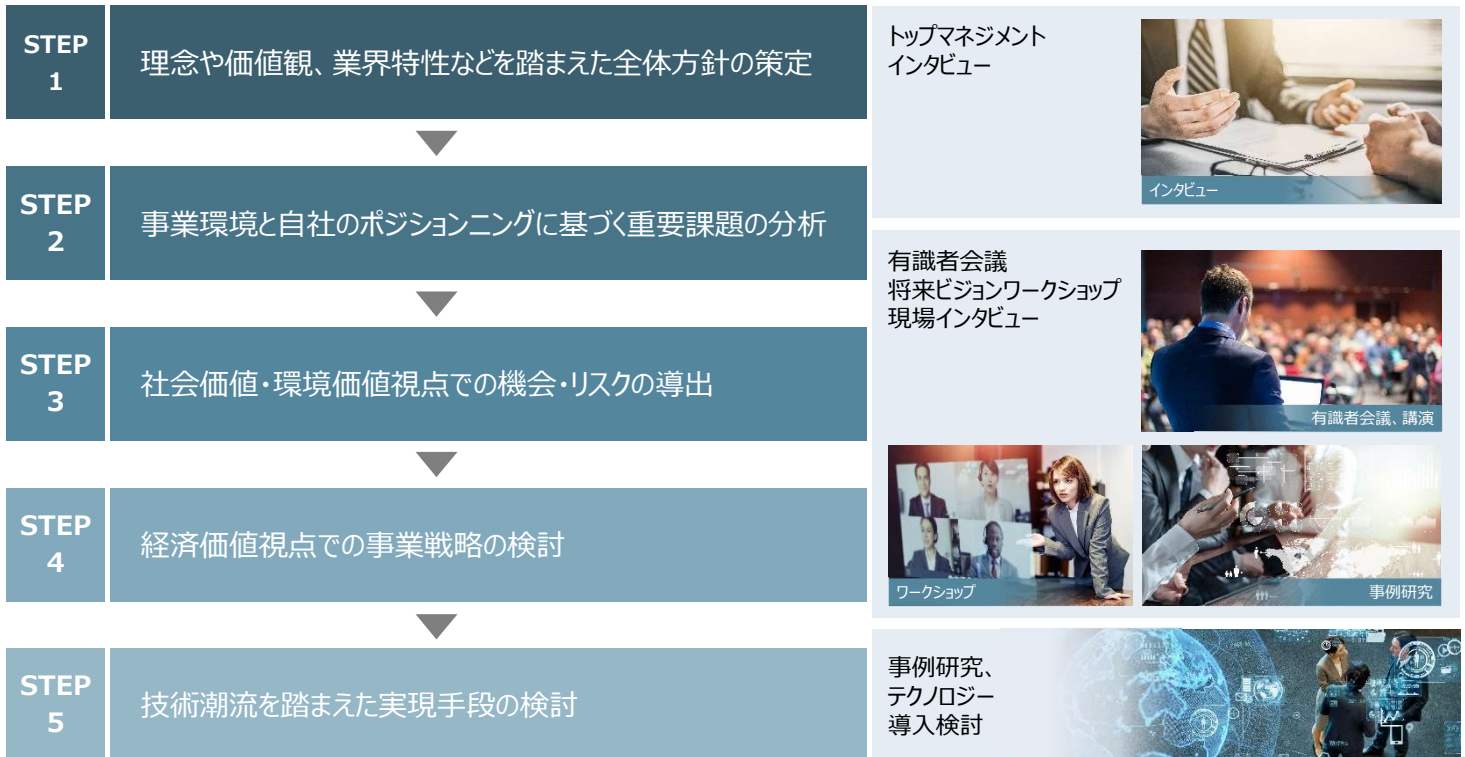 STEP
1
理念や価値観、業界特性などを踏まえた全体方針の策定
STEP
2
事業環境と自社のポジションニングに基づく重要課題の分析
STEP
3
社会価値・環境価値視点での機会・リスクの導出
STEP
4
経済価値視点での事業戦略の検討
STEP
5
技術潮流を踏まえた実現手段の検討
トップマネジメント
インタビュー
インタビュー
有識者会議
将来ビジョンワークショップ
現場インタビュー
有識者会議、講演
ワークショップ
事例研究
事例研究、
テクノロジー
導入検討